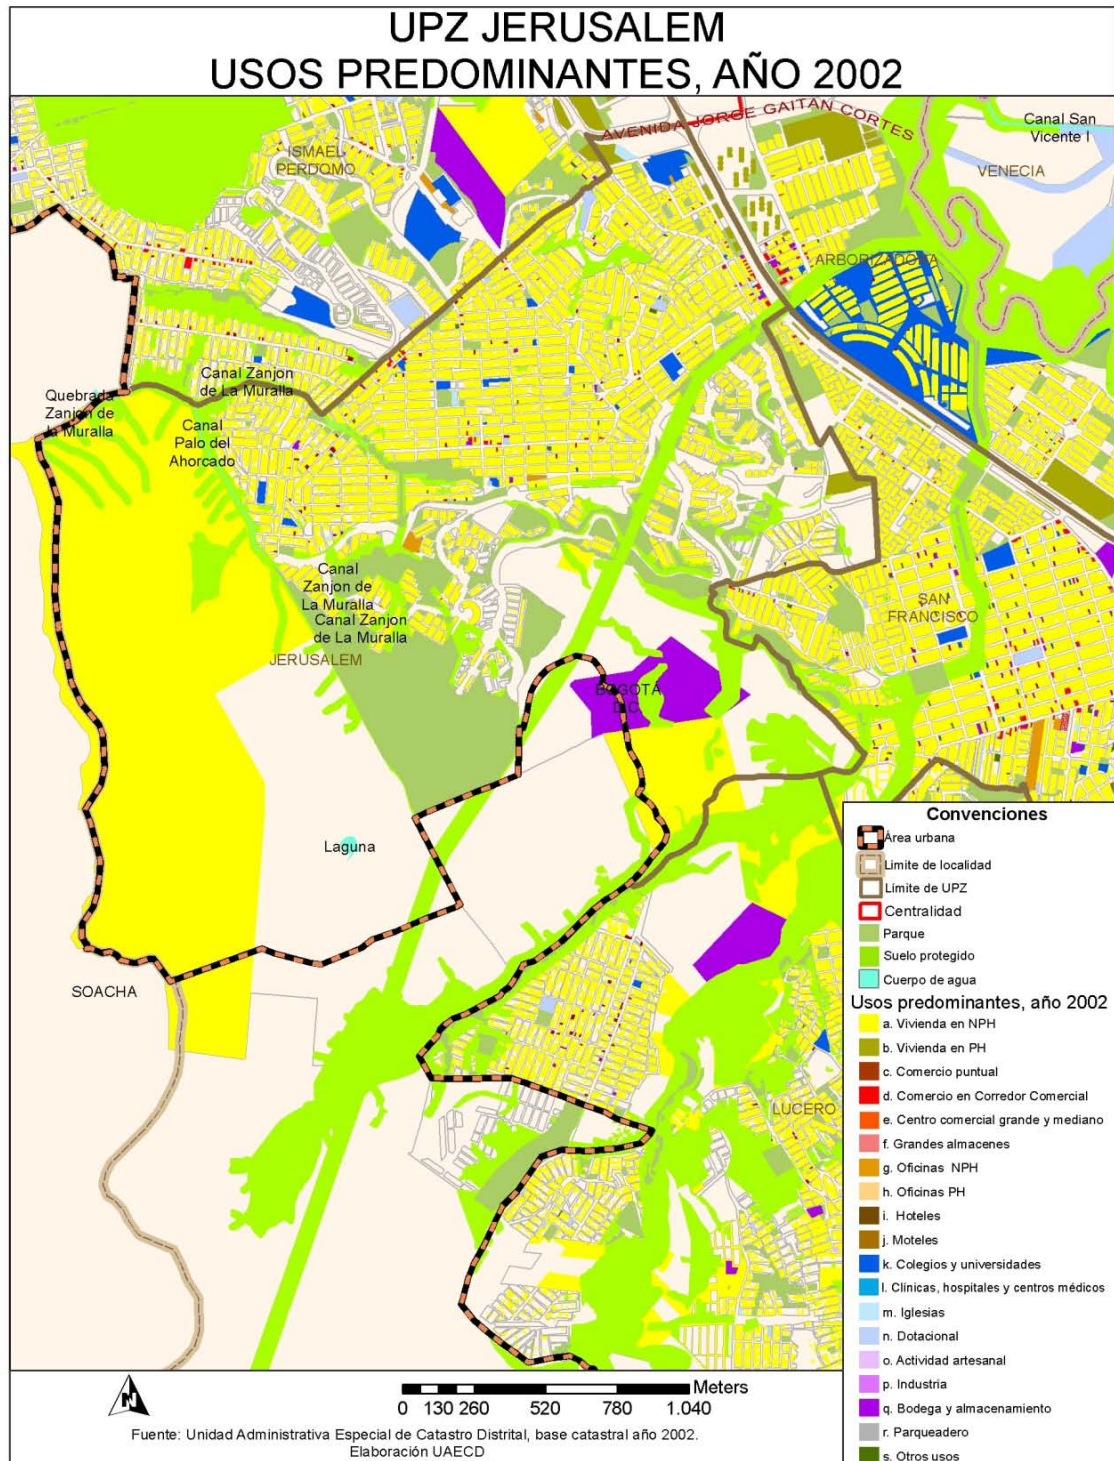 UPZ JERUSALEM
USOS PREDOMINANTES, AÑO 2002
AVENIDA JORGE GAITAN CORTES
Canal San
Vicente I
VENECIA
ISMAEL
PERDOMO
ARBORIZADORA
Canal Zanjon
de La Muralla
Quebrada
Zanjon de
la Muralla
Canal
Palo del
Ahorcado
Canal
Zanjon de
La Muralla
Canal Zanjon
de La Muralla
JERUSALEM
SAN
FRANCISCO
BOGOTÁ
D.C.
Laguna
SOACHA
LUCERO
Convenciones
Área urbana
Limite de localidad
Límite de UPZ
Centralidad
Parque
Suelo protegido
Cuerpo de agua
Usos predominantes, año 2002
a. Vivienda en NPH
b. Vivienda en PH
c. Comercio puntual
d. Comercio en Corredor Comercial
e. Centro comercial grande y mediano
f. Grandes almacenes
g. Oficinas NPH
h. Oficinas PH
i. Hoteles
j. Moteles
k. Colegios y universidades
l. Clínicas, hospitales y centros médicos
m. Iglesias
n. Dotacional
o. Actividad artesanal
p. Industria
q. Bodega y almacenamiento
r. Parqueadero
s. Otros usos
N
Meters
0 130 260 520 780 1.040
Fuente: Unidad Administrativa Especial de Catastro Distrital, base catastral año 2002.
Elaboración UAECD